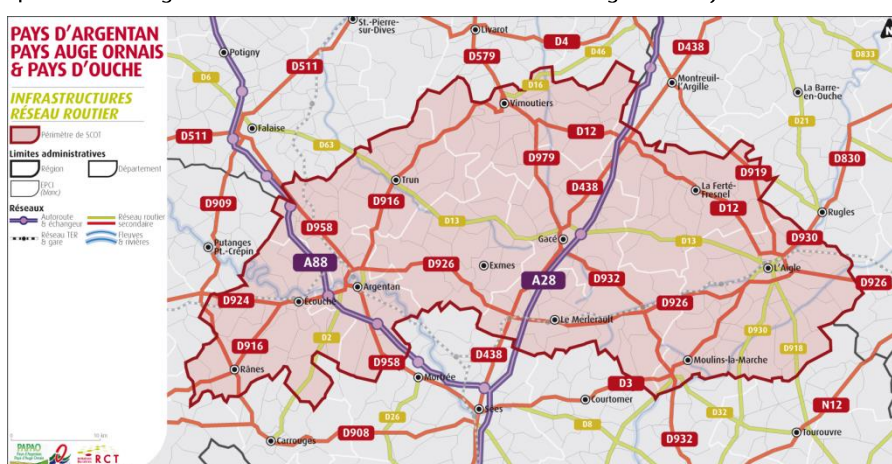 PAYS D'ARGENTAN
PAYS AUGE ORNAIS
& PAYS D'OUCHE
INFRASTRUCTURES
RÉSEAU ROUTIER
Périmètre de SCOT
Limites administratives
Région
Département
EPCI
(blanc)
Réseaux
Autoroute
& échangeur
Réseau routier
secondaire
Réseau TER
& gare
Fleuves
& rivières
10 km
PAPAO
RCT
N
St.-Pierre-
sur-Dives
Livarot
D4
D46
D438
D833
Potigny
D511
D579
D16
Montreuil-
l'Argille
La Barre-
en-Ouche
D6
Vimoutiers
D21
D511
Falaise
D12
D63
D979
D919
D830
Trun
D438
La Ferté-
Fresnel
D909
D916
D12
Rugles
D958
D13
D930
Putanges
Pt.-Crépin
Gacé
D13
A88
D926
Exmes
L'Aigle
Argentan
A28
D932
D926
D926
D924
Écouché
Le Merlerault
D2
D930
D916
D438
D918
D958
Moulins-la-Marche
Rânes
Mortrée
D3
Sées
Courtomer
N12
D26
D32
D8
Carrouges
D908
D932
Tourouvre